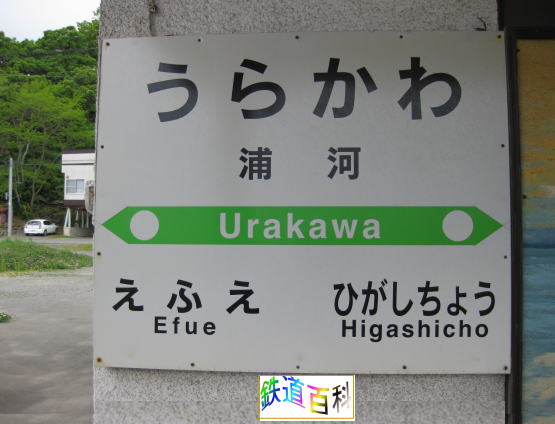 うらかわ
浦河
Urakawa
えふえ ひがしちょう
Efue Higashicho
鉄道百科